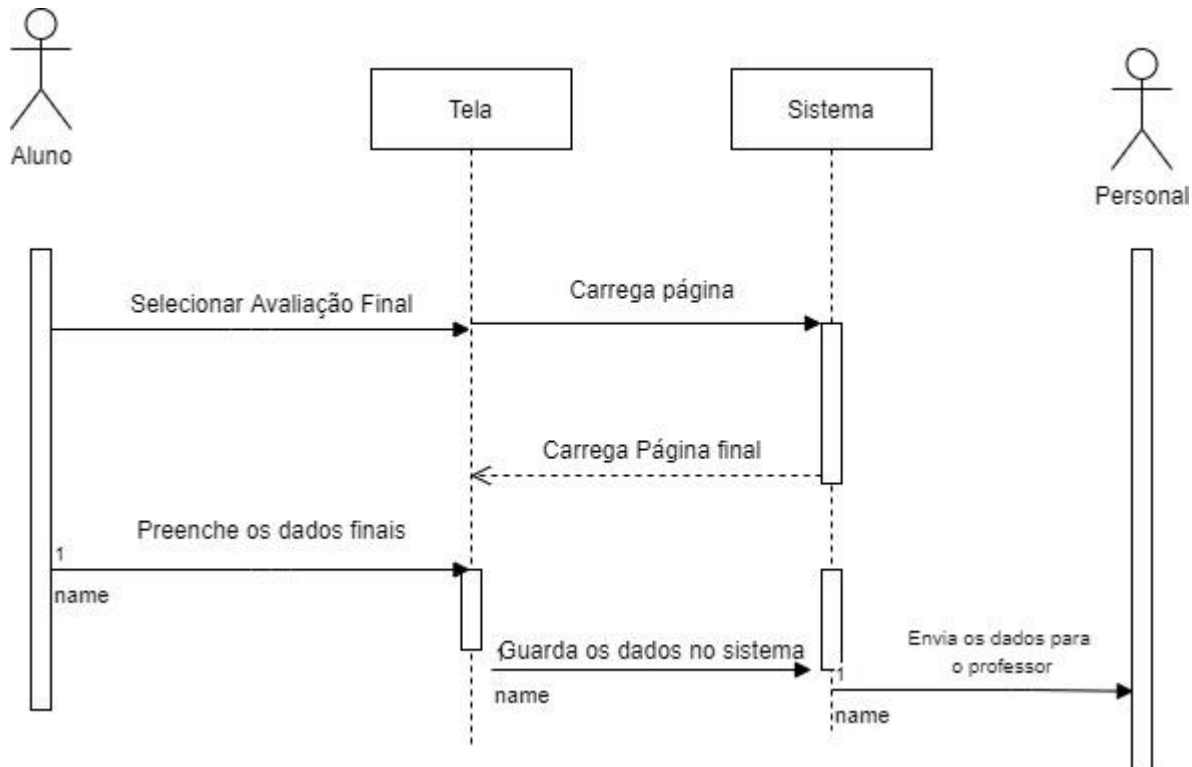 Tela
Sistema
Aluno
Personal
Selecionar Avaliação Final
Carrega página
Carrega Página final
Preenche os dados finais
1
name
Guarda os dados no sistema
1
name
Envia os dados para
o professor
1
name